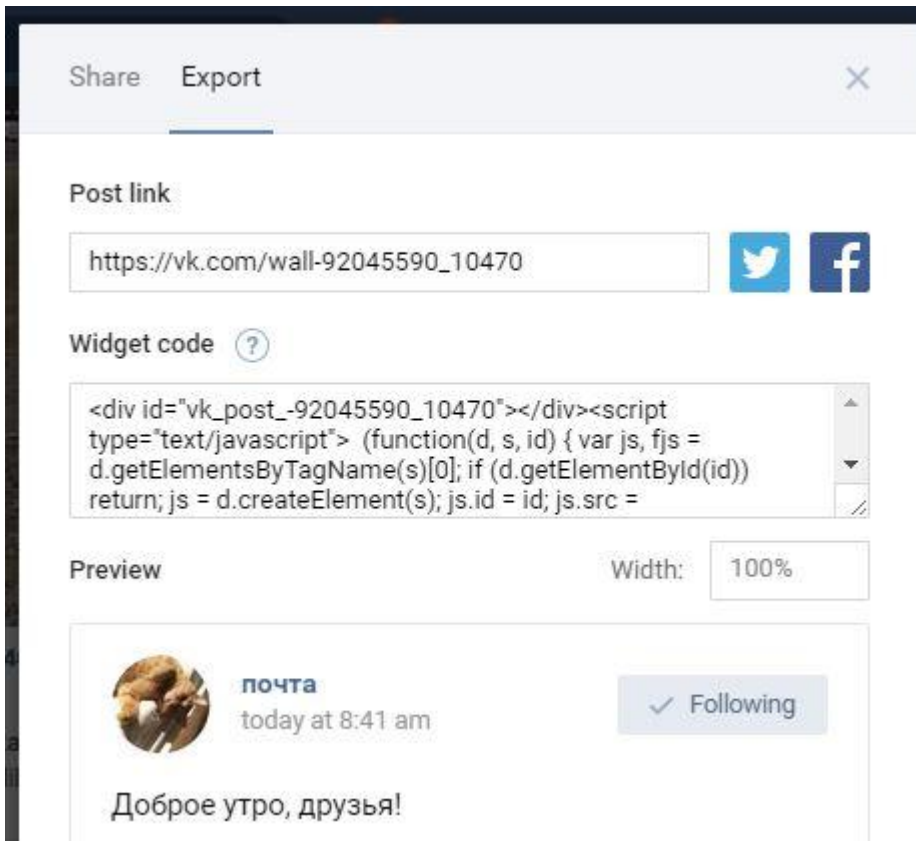 Share Export
Post link
https://vk.com/wall-92045590_10470
Widget code ?
<div id="vk_post_-92045590_10470"></div><script
type="text/javascript"> (function(d, s, id) { var js, fjs =
d.getElementsByTagName(s)[0]; if (d.getElementById(id))
return; js = d.createElement(s); js.id = id; js.src =
Preview Width: 100%
почта
today at 8:41 am
Following
Доброе утро, друзья!